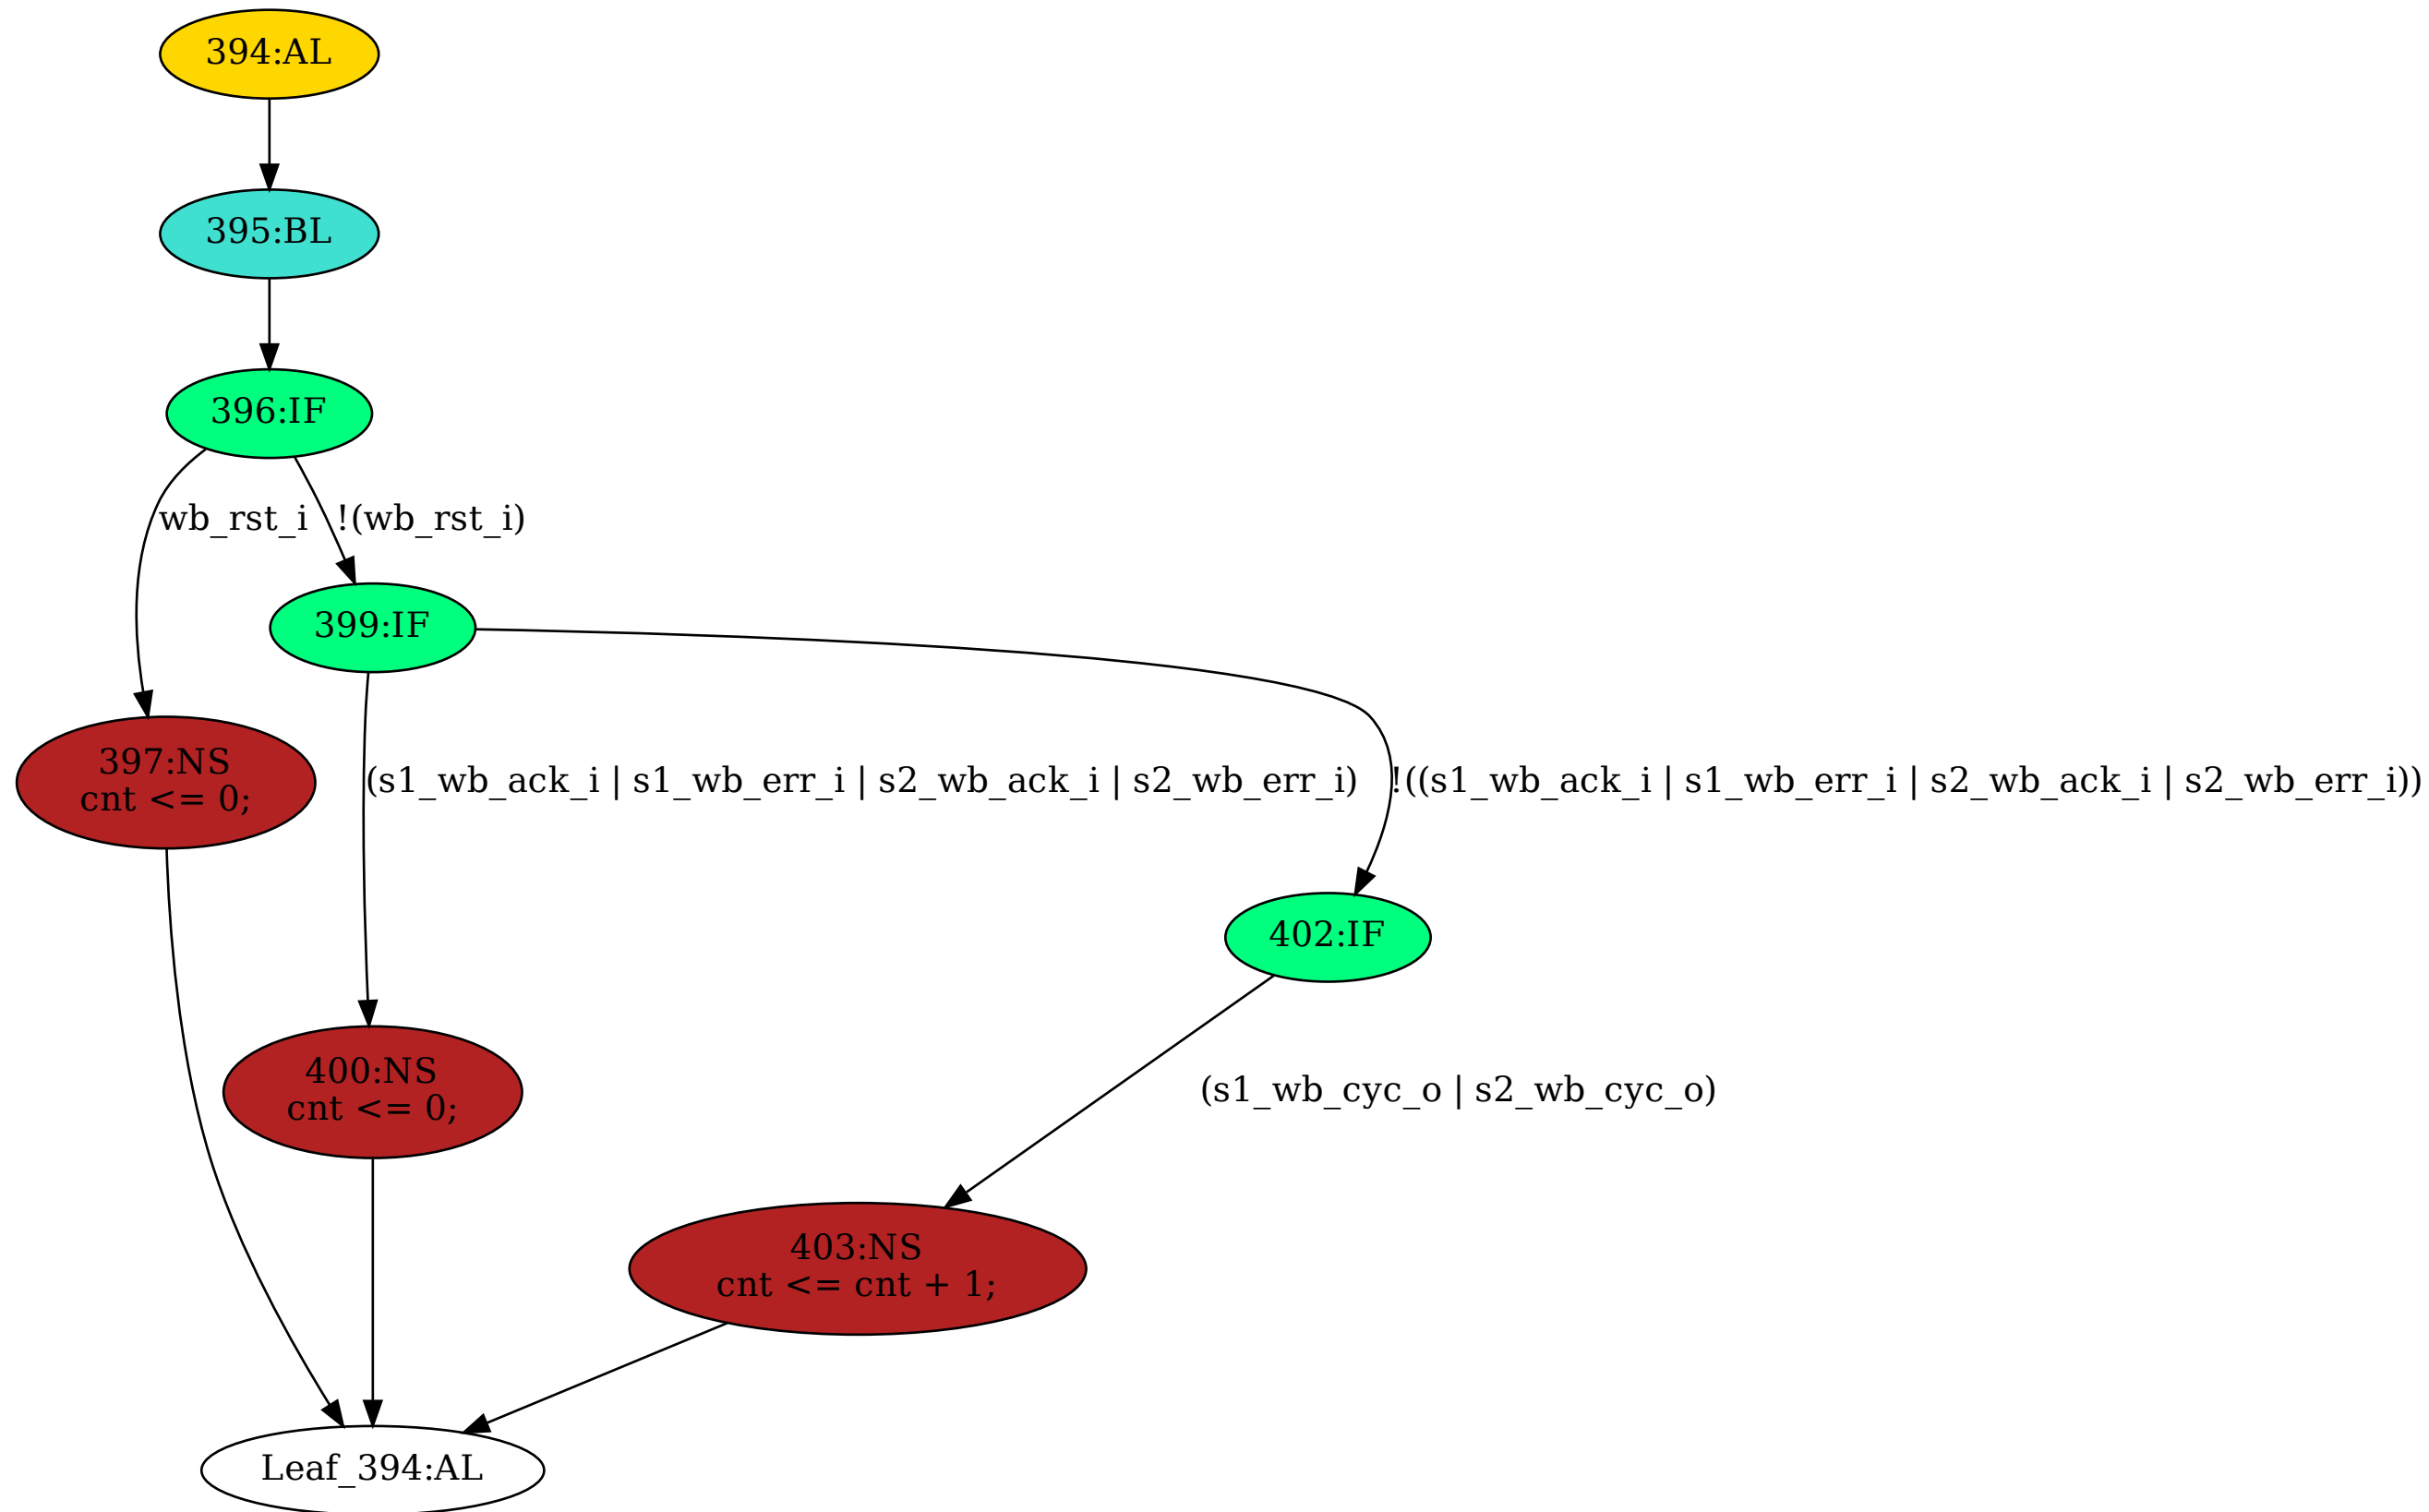 394:AL
395:BL
396:IF
wb_rst_i
!(wb_rst_i)
399:IF
397:NS
cnt <= 0;
(s1_wb_ack_i | s1_wb_err_i | s2_wb_ack_i | s2_wb_err_i)
!((s1_wb_ack_i | s1_wb_err_i | s2_wb_ack_i | s2_wb_err_i))
402:IF
400:NS
cnt <= 0;
(s1_wb_cyc_o | s2_wb_cyc_o)
403:NS
cnt <= cnt + 1;
Leaf_394:AL